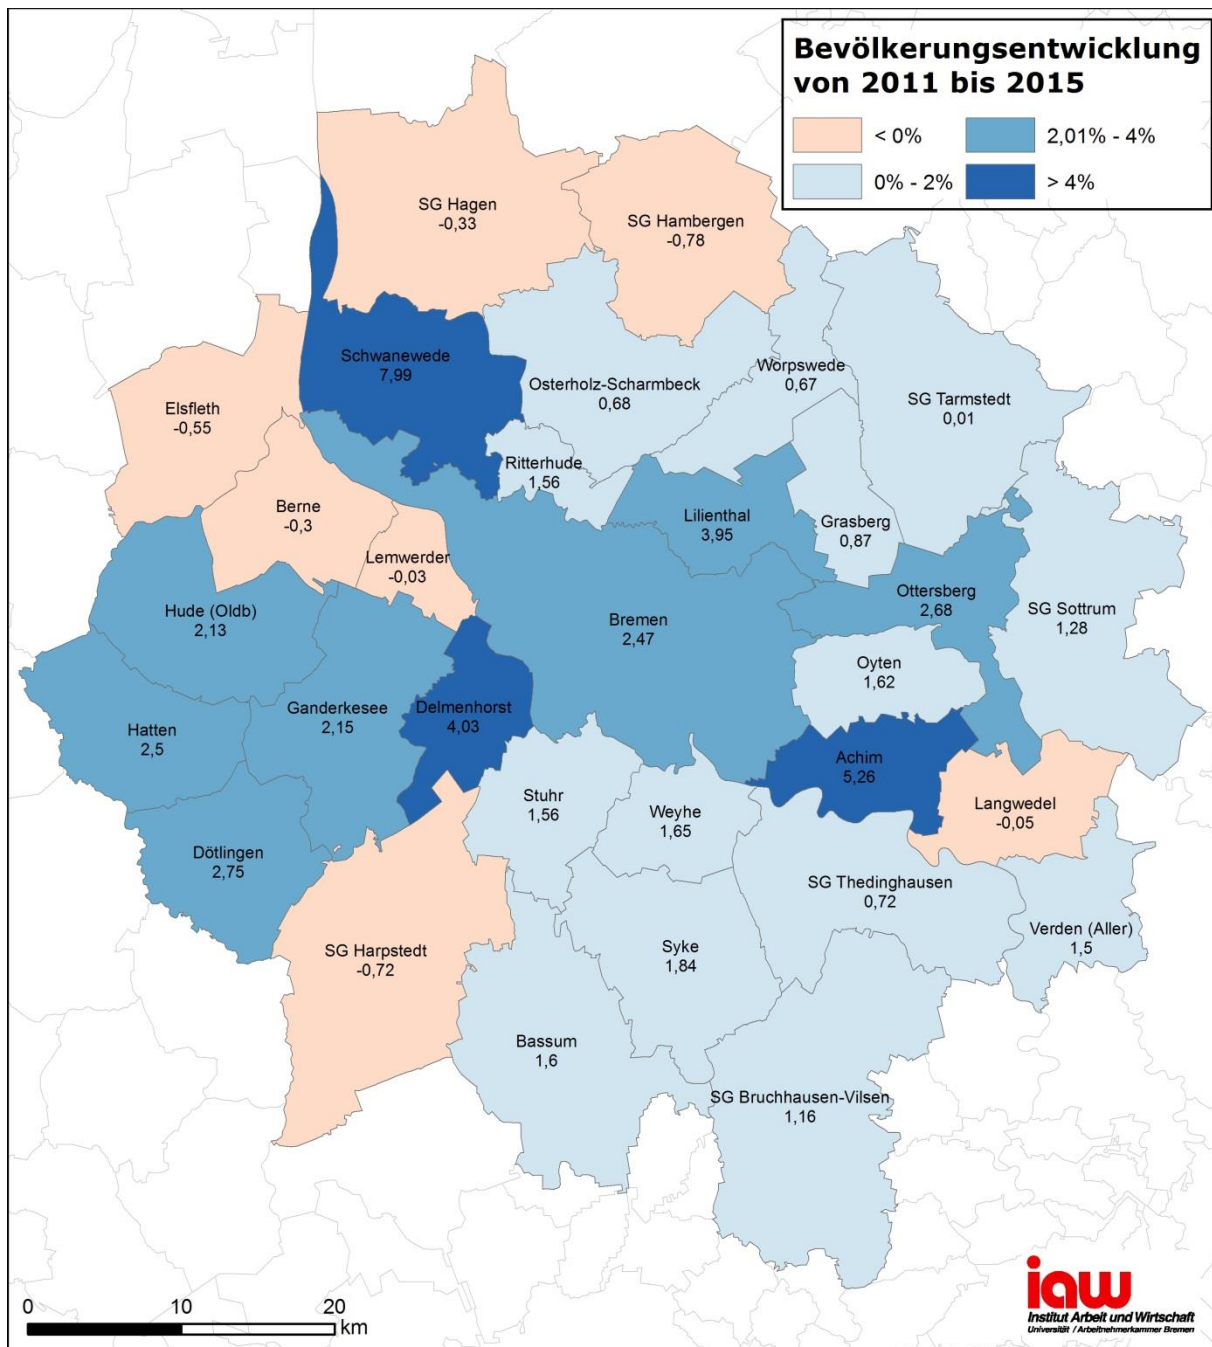 Bevölkerungsentwicklung
von 2011 bis 2015
< 0%
2,01% - 4%
0% - 2%
> 4%
SG Hagen
-0,33
SG Hambergen
-0,78
Schwanewede
7,99
Osterholz-Scharmbeck
0,68
Worpswede
0,67
SG Tarmstedt
0,01
Elsfleth
-0,55
Ritterhude
1,56
Berne
-0,3
Lilienthal
3,95
Grasberg
0,87
Lemwerder
-0,03
Hude (Oldb)
2,13
Bremen
2,47
Ottersberg
2,68
SG Sottrum
1,28
Oyten
1,62
Ganderkesee
2,15
Delmenhorst
4,03
Hatten
2,5
Achim
5,26
Stuhr
1,56
Weyhe
1,65
Langwedel
-0,05
Dötlingen
2,75
SG Thedinghausen
0,72
Verden (Aller)
1,5
SG Harpstedt
-0,72
Syke
1,84
Bassum
1,6
SG Bruchhausen-Vilsen
1,16
0 10 20
km
iaw
Institut Arbeit und Wirtschaft
Universität / Arbeitnehmerkammer Bremen